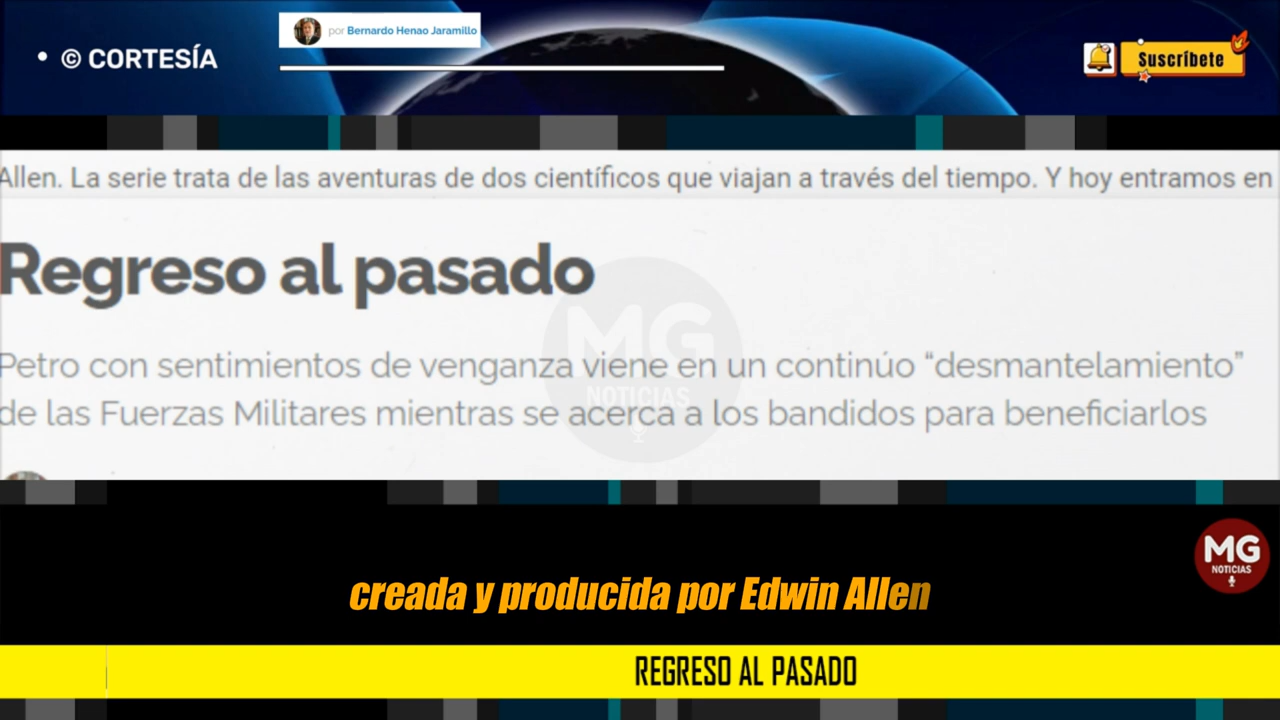 • © CORTESÍA
por Bernardo Henao Jaramillo
Suscríbete
Allen. La serie trata de las aventuras de dos científicos que viajan a través del tiempo. Y hoy entramos en
Regreso al pasado
Petro con sentimientos de venganza viene en un continúo “desmantelamiento”
de las Fuerzas Militares mientras se acerca a los bandidos para beneficiarlos
MG
NOTICIAS
MG
NOTICIAS
creada y producida por Edwin Allen
REGRESO AL PASADO